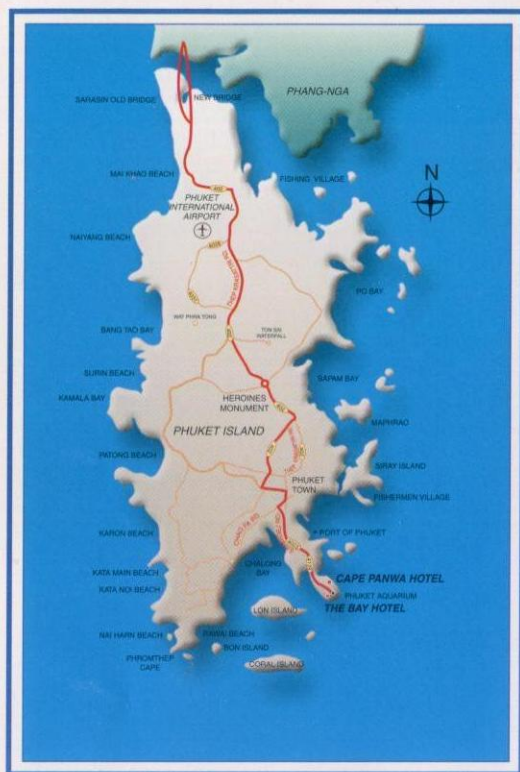 PHANG-NGA
SARASIN OLD BRIDGE
NEW BRIDGE
N
MAI KHAO BEACH
402
FISHING VILLAGE
PHUKET
INTERNATIONAL
AIRPORT
NAIYANG BEACH
PO BAY
WAT PHAN TONG
TON SAI
WATERFALL
BANG TAO BAY
SURIN BEACH
SAPAM BAY
KAMALA BAY
HEROINES
MONUMENT
402
MAPHRAO
PHUKET ISLAND
PATONG BEACH
SIRAY ISLAND
PHUKET
TOWN
FISHERMEN VILLAGE
KARON BEACH
PORT OF PHUKET
CHALONG
BAY
KATA MAIN BEACH
CAPE PANWA HOTEL
KATA NOI BEACH
PHUKET AQUARIUM
THE BAY HOTEL
LON ISLAND
NAI HARN BEACH
RAWAI BEACH
BON ISLAND
PHROMTHEP
CAPE
CORAL ISLAND